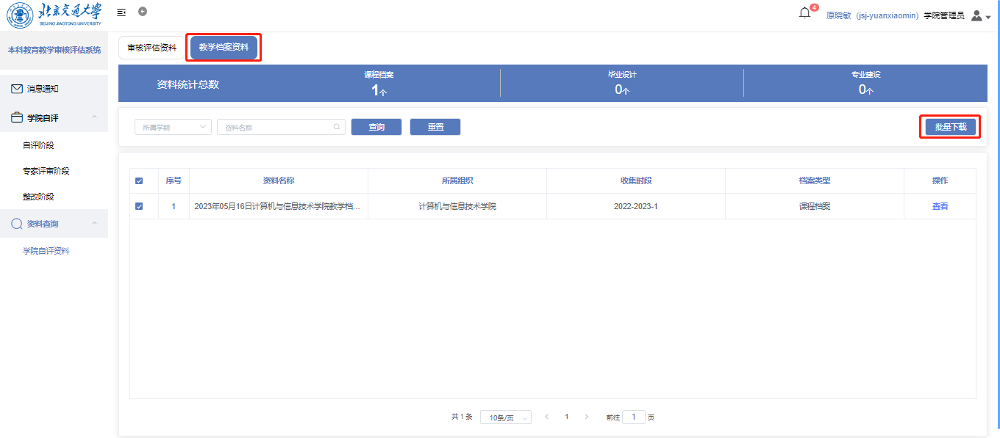 北京交通大学
BEIJING JIAOTONG UNIVERSITY
4
原晓敏 (jsj-yuanxiaomin) 学院管理员
本科教育教学审核评估系统
消息通知
学院自评
自评阶段
专家评审阶段
整改阶段
资料查询
学院自评资料
审核评估资料
教学档案资料
资料统计总数
课程档案
1个
毕业设计
0个
专业建设
0个
所属学期
资料名称
查询
重置
批量下载
序号 资料名称 所属组织 收集时段 档案类型 操作
1 2023年05月16日计算机与信息技术学院教学档... 计算机与信息技术学院 2022-2023-1 课程档案 查看
共 1 条 10条/页 1 前往 1 页